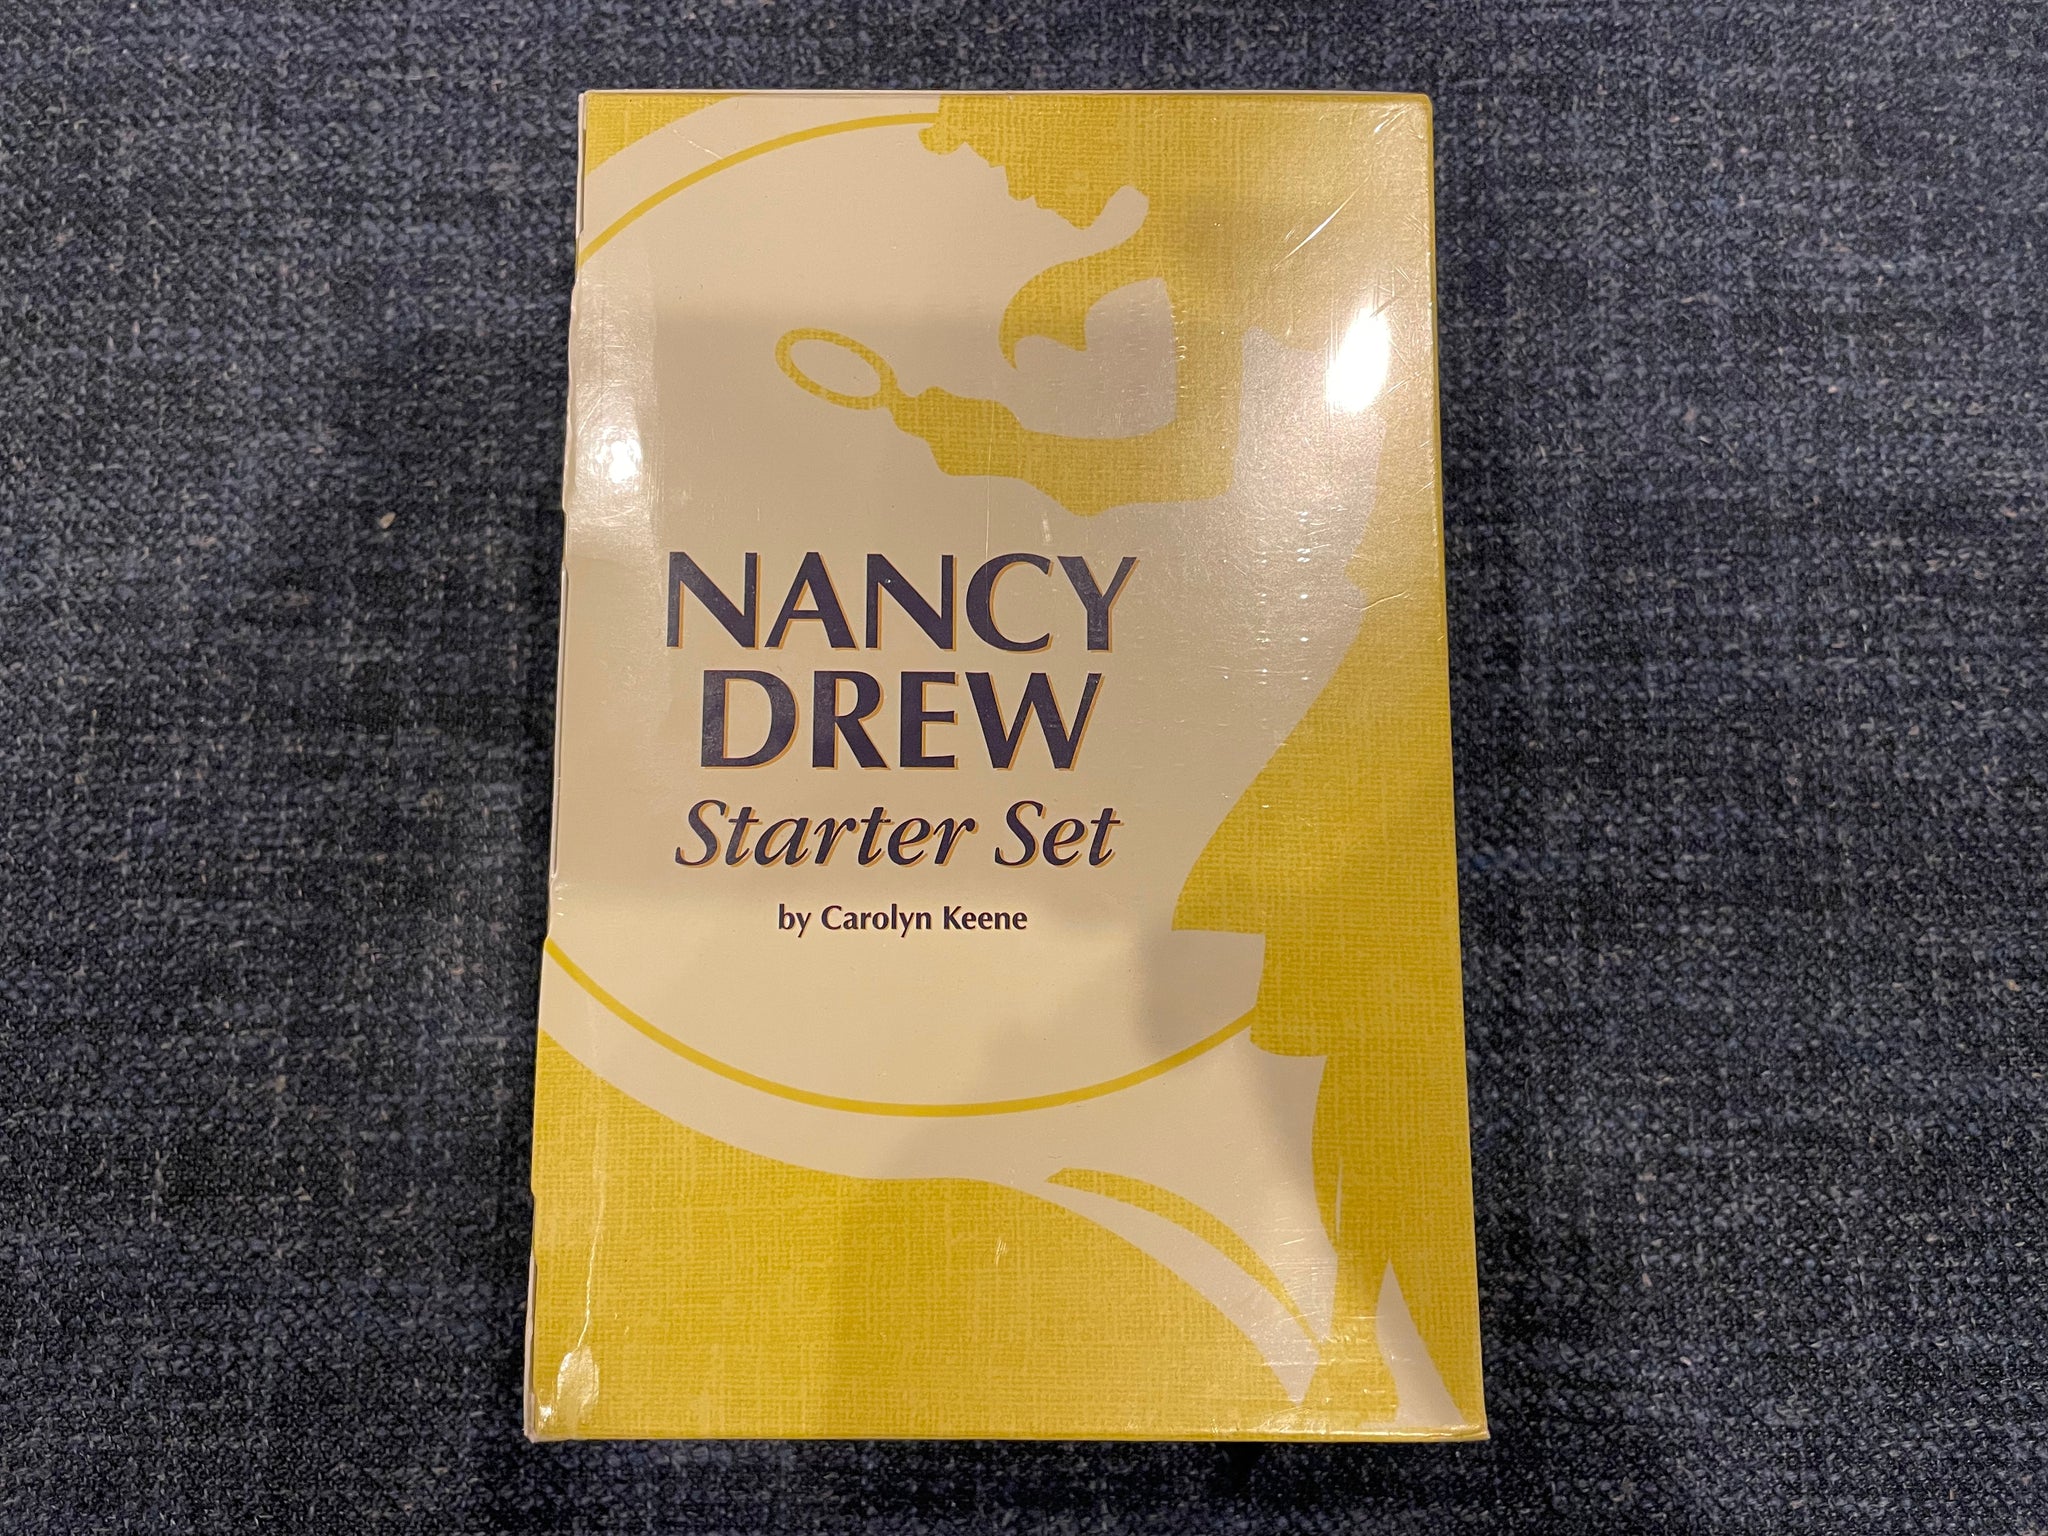 NANCY
DREW
Starter Set
by Carolyn Keene